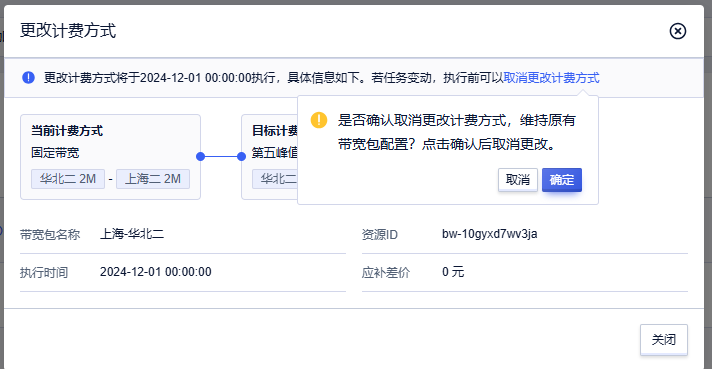 更改计费方式
更改计费方式将于2024-12-01 00:00:00执行，具体信息如下。若任务变动，执行前可以取消更改计费方式
是否确认取消更改计费方式，维持原有
带宽包配置？点击确认后取消更改。
取消 确定
当前计费方式
固定带宽
华北二 2M - 上海二 2M
目标计费
第五峰值
华北二
带宽包名称 上海-华北二 资源ID bw-10gyxd7wv3ja
执行时间 2024-12-01 00:00:00 应补差价 0 元
关闭